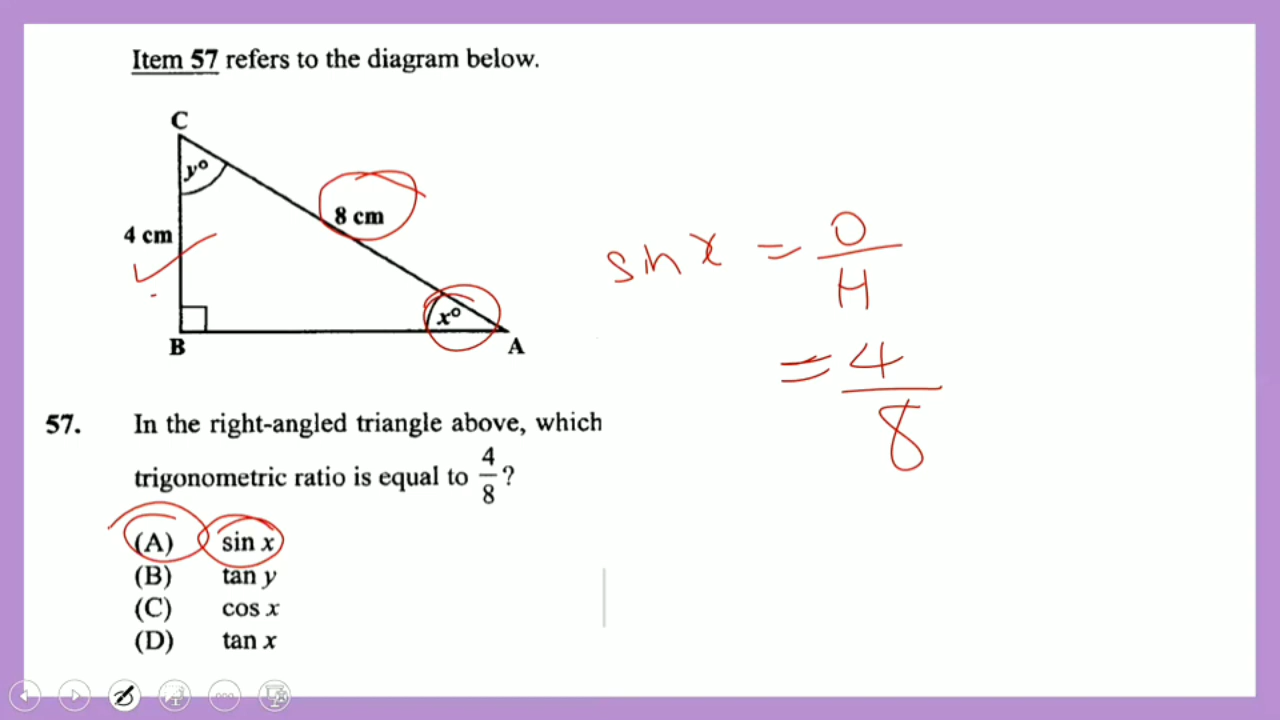 Item 57 refers to the diagram below.
C
y°
8 cm
4 cm
x°
B
A
sin x = O/H
= 4/8
57. In the right-angled triangle above, which
trigonometric ratio is equal to 4/8?
(A) sin x
(B) tan y
(C) cos x
(D) tan x